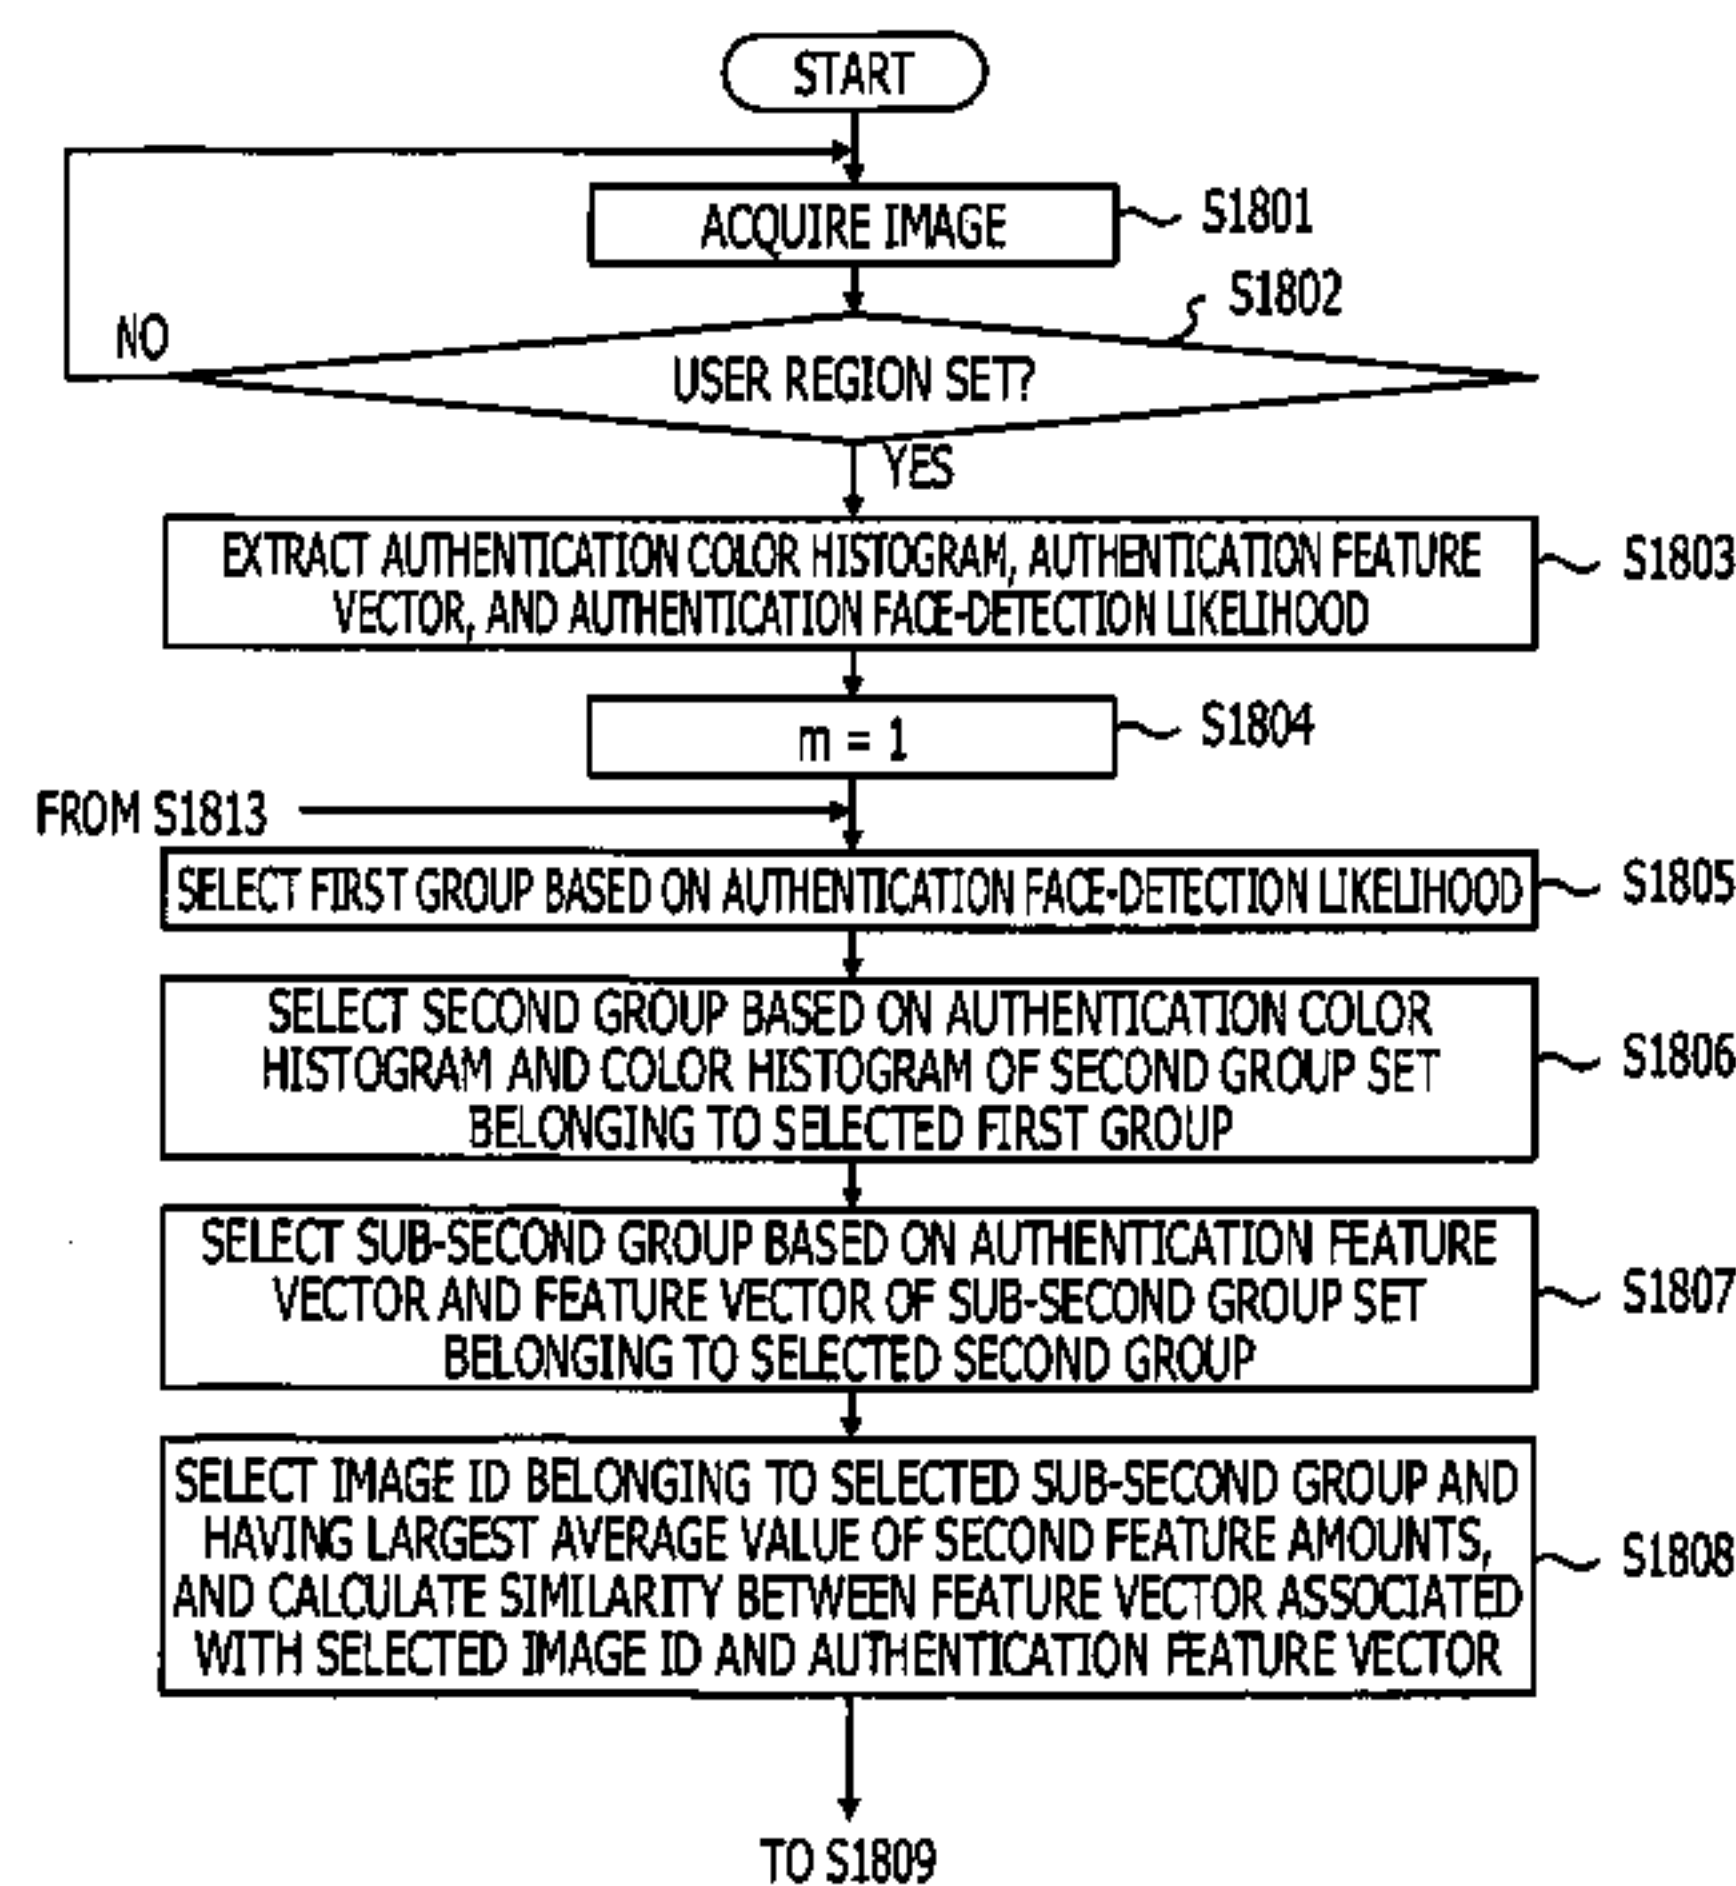 START
ACQUIRE IMAGE
S1801
S1802
NO
USER REGION SET?
YES
EXTRACT AUTHENTICATION COLOR HISTOGRAM, AUTHENTICATION FEATURE
VECTOR, AND AUTHENTICATION FACE-DETECTION LIKELIHOOD
S1803
m = 1
S1804
FROM S1813
SELECT FIRST GROUP BASED ON AUTHENTICATION FACE-DETECTION LIKELIHOOD
S1805
SELECT SECOND GROUP BASED ON AUTHENTICATION COLOR
HISTOGRAM AND COLOR HISTOGRAM OF SECOND GROUP SET
BELONGING TO SELECTED FIRST GROUP
S1806
SELECT SUB-SECOND GROUP BASED ON AUTHENTICATION FEATURE
VECTOR AND FEATURE VECTOR OF SUB-SECOND GROUP SET
BELONGING TO SELECTED SECOND GROUP
S1807
SELECT IMAGE ID BELONGING TO SELECTED SUB-SECOND GROUP AND
HAVING LARGEST AVERAGE VALUE OF SECOND FEATURE AMOUNTS,
AND CALCULATE SIMILARITY BETWEEN FEATURE VECTOR ASSOCIATED
WITH SELECTED IMAGE ID AND AUTHENTICATION FEATURE VECTOR
S1808
TO S1809